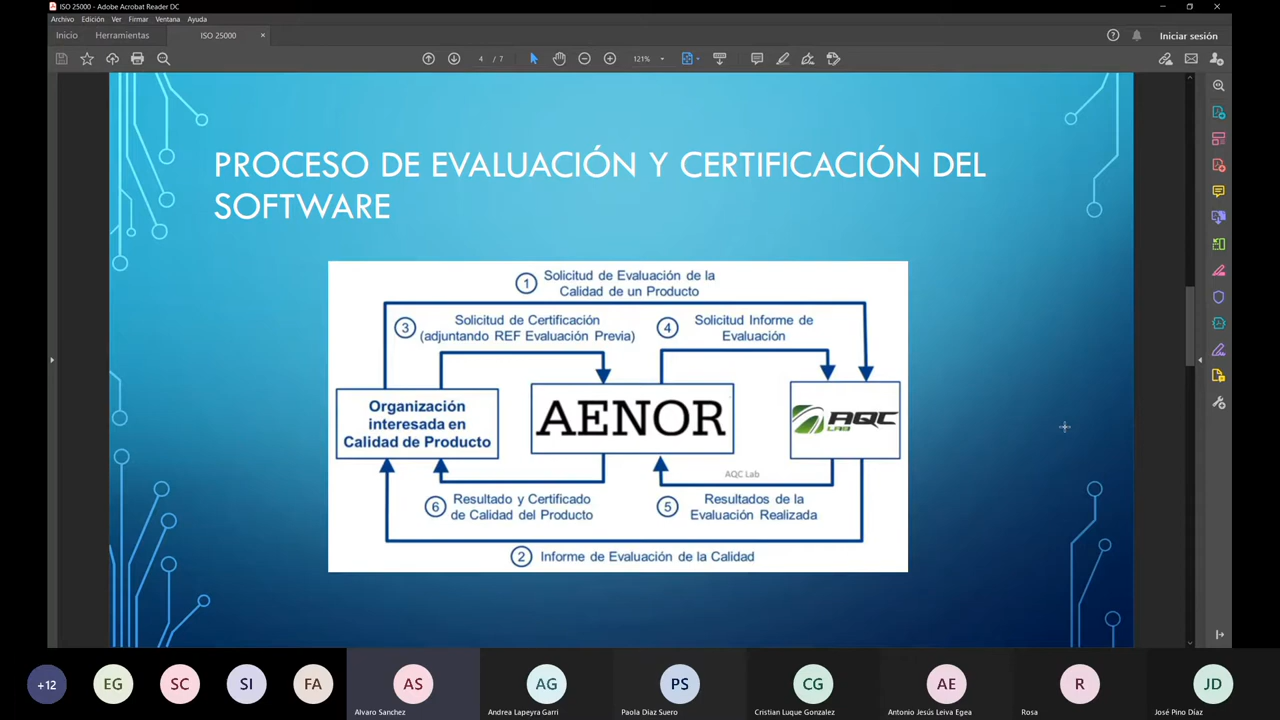 ISO 25000 - Adobe Acrobat Reader DC
Archivo Edición Ver Firmar Ventana Ayuda
Inicio Herramientas ISO 25000 ×
Iniciar sesión
4 / 7
121%
PROCESO DE EVALUACIÓN Y CERTIFICACIÓN DEL
SOFTWARE
1 Solicitud de Evaluación de la
Calidad de un Producto
3 Solicitud de Certificación
(adjuntando REF Evaluación Previa)
4 Solicitud Informe de
Evaluación
Organización
interesada en
Calidad de Producto
AENOR
AQC
LAB
AQC Lab
6 Resultado y Certificado
de Calidad del Producto
5 Resultados de la
Evaluación Realizada
2 Informe de Evaluación de la Calidad
+12 EG SC SI FA AS AG PS CG AE R JD
Alvaro Sanchez
Andrea Lapeyra Garri
Paola Diaz Suero
Cristian Luque Gonzalez
Antonio Jesús Leiva Egea
Rosa
José Pino Díaz